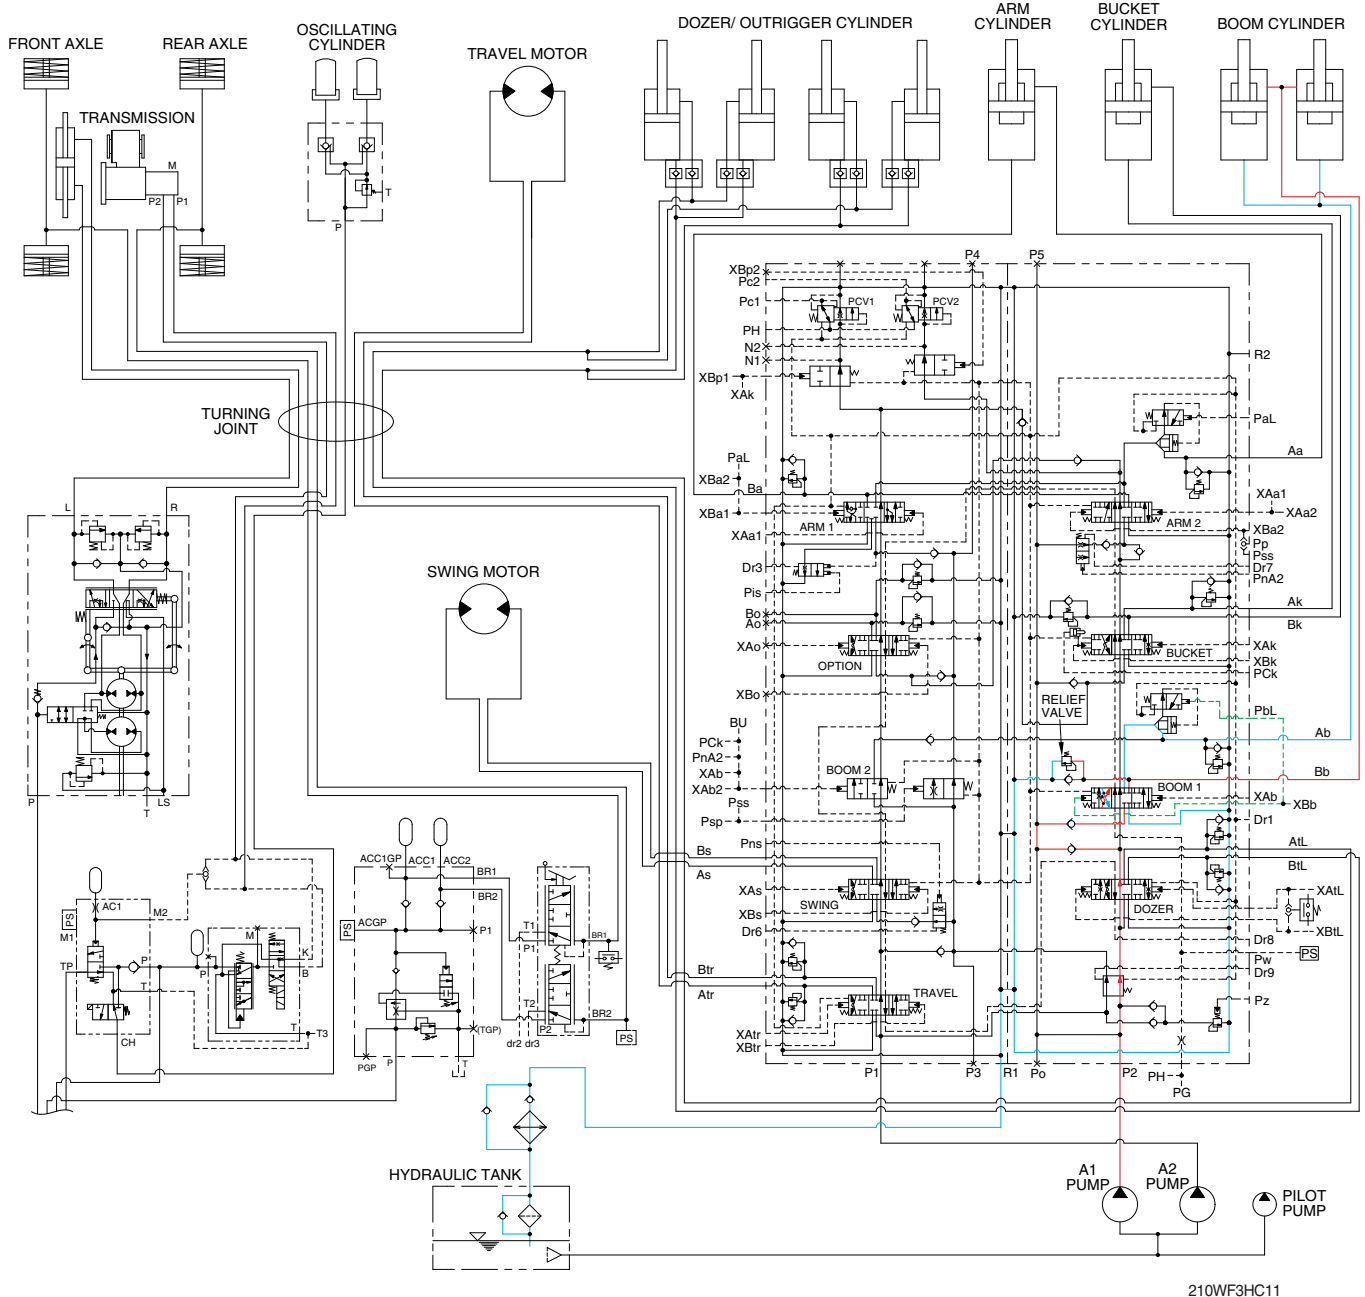 FRONT AXLE
REAR AXLE
OSCILLATING
CYLINDER
TRAVEL MOTOR
DOZER/ OUTRIGGER CYLINDER
ARM
CYLINDER
BUCKET
CYLINDER
BOOM CYLINDER
TRANSMISSION
M
P2
P1
T
P
TURNING
JOINT
SWING MOTOR
L
R
P
T
LS
XBp2
Pc2
Pc1
PH
N2
N1
XBp1
XAk
PaL
XBa2
Ba
XBa1
XAa1
Dr3
Pis
Bo
Ao
XAo
XBo
BU
PCk
PnA2
XAb
XAb2
Pss
Psp
Pns
Bs
As
XAs
XBs
Dr6
Btr
Atr
XAtr
XBtr
P4
P5
PCV1
PCV2
ARM 1
OPTION
BOOM 2
SWING
TRAVEL
ARM 2
BUCKET
RELIEF
VALVE
BOOM 1
DOZER
R2
PaL
Aa
XAa1
XAa2
XBa2
Pp
Pss
Dr7
PnA2
Ak
Bk
XAk
XBk
PCk
PbL
Ab
Bb
XAb
XBb
Dr1
AtL
BtL
XAtL
XBtL
Dr8
PS
Pw
Dr9
Pz
P1
P3
R1
Po
P2
PH
PG
AC1
PS
M1
M2
TP
P
T
CH
M
K
P
B
T
T3
ACC1GP
ACC1
ACC2
BR1
BR2
PS
ACGP
P1
(TGP)
PGP
P
T
T1
P1
BR1
T2
P2
BR2
dr2
dr3
PS
HYDRAULIC TANK
A1
PUMP
A2
PUMP
PILOT
PUMP
210WF3HC11